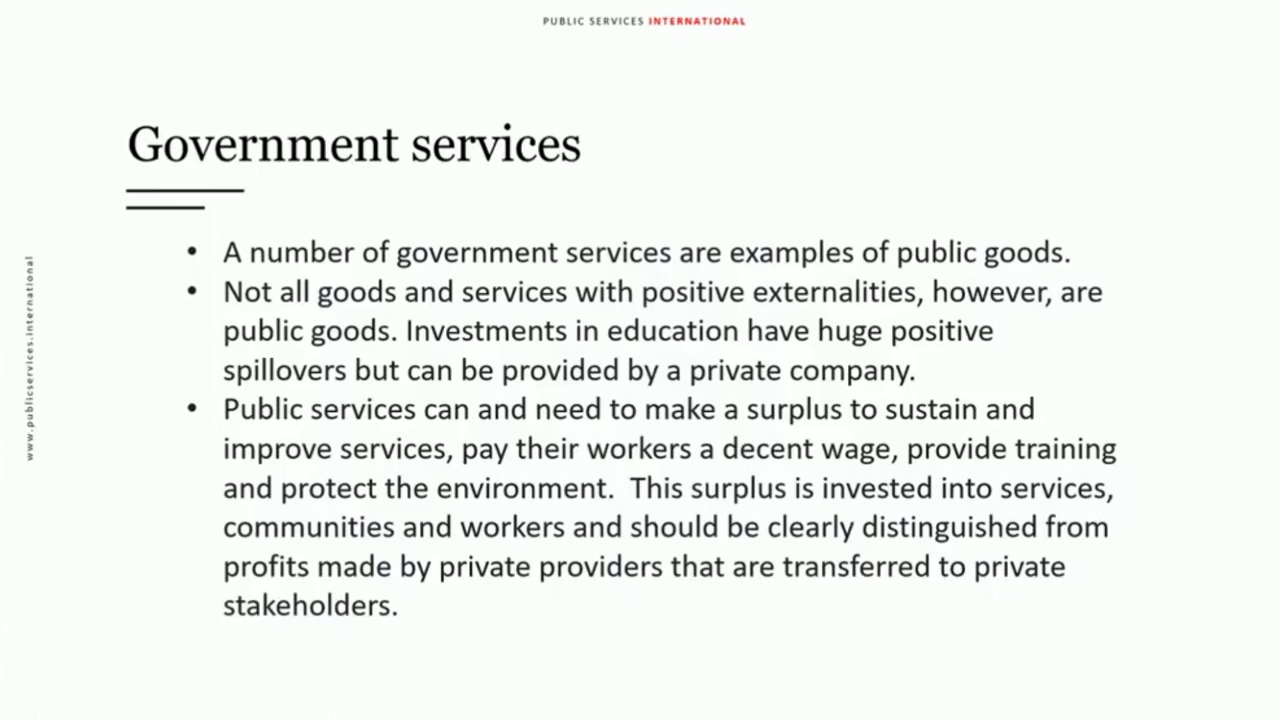 PUBLIC SERVICES INTERNATIONAL
Government services
www.publicservices.international
• A number of government services are examples of public goods.
• Not all goods and services with positive externalities, however, are
public goods. Investments in education have huge positive
spillovers but can be provided by a private company.
• Public services can and need to make a surplus to sustain and
improve services, pay their workers a decent wage, provide training
and protect the environment.  This surplus is invested into services,
communities and workers and should be clearly distinguished from
profits made by private providers that are transferred to private
stakeholders.